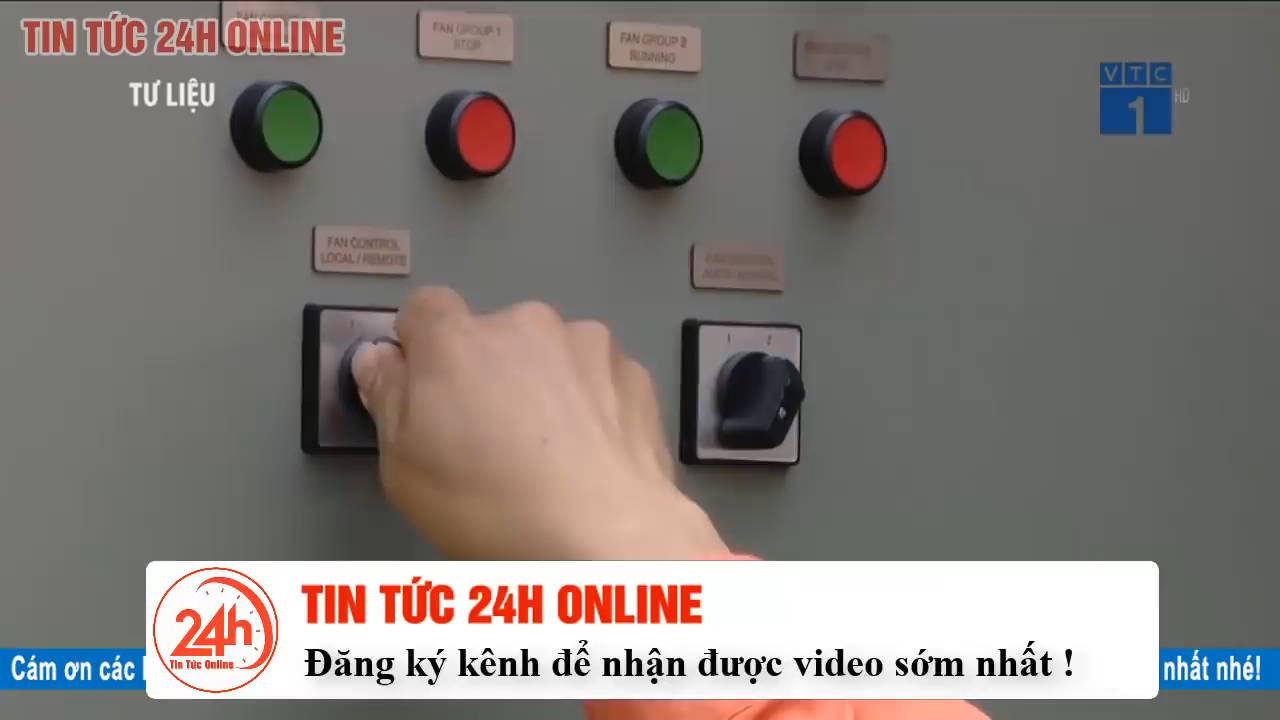 TIN TỨC 24H ONLINE
TƯ LIỆU
FAN GROUP 1
STOP
FAN GROUP 2
RUNNING
VTC
1
HD
FAN CONTROL
LOCAL / REMOTE
1 2
24h
Tin Tức Online
TIN TỨC 24H ONLINE
Đăng ký kênh để nhận được video sớm nhất !
Cám ơn các
nhất nhé!